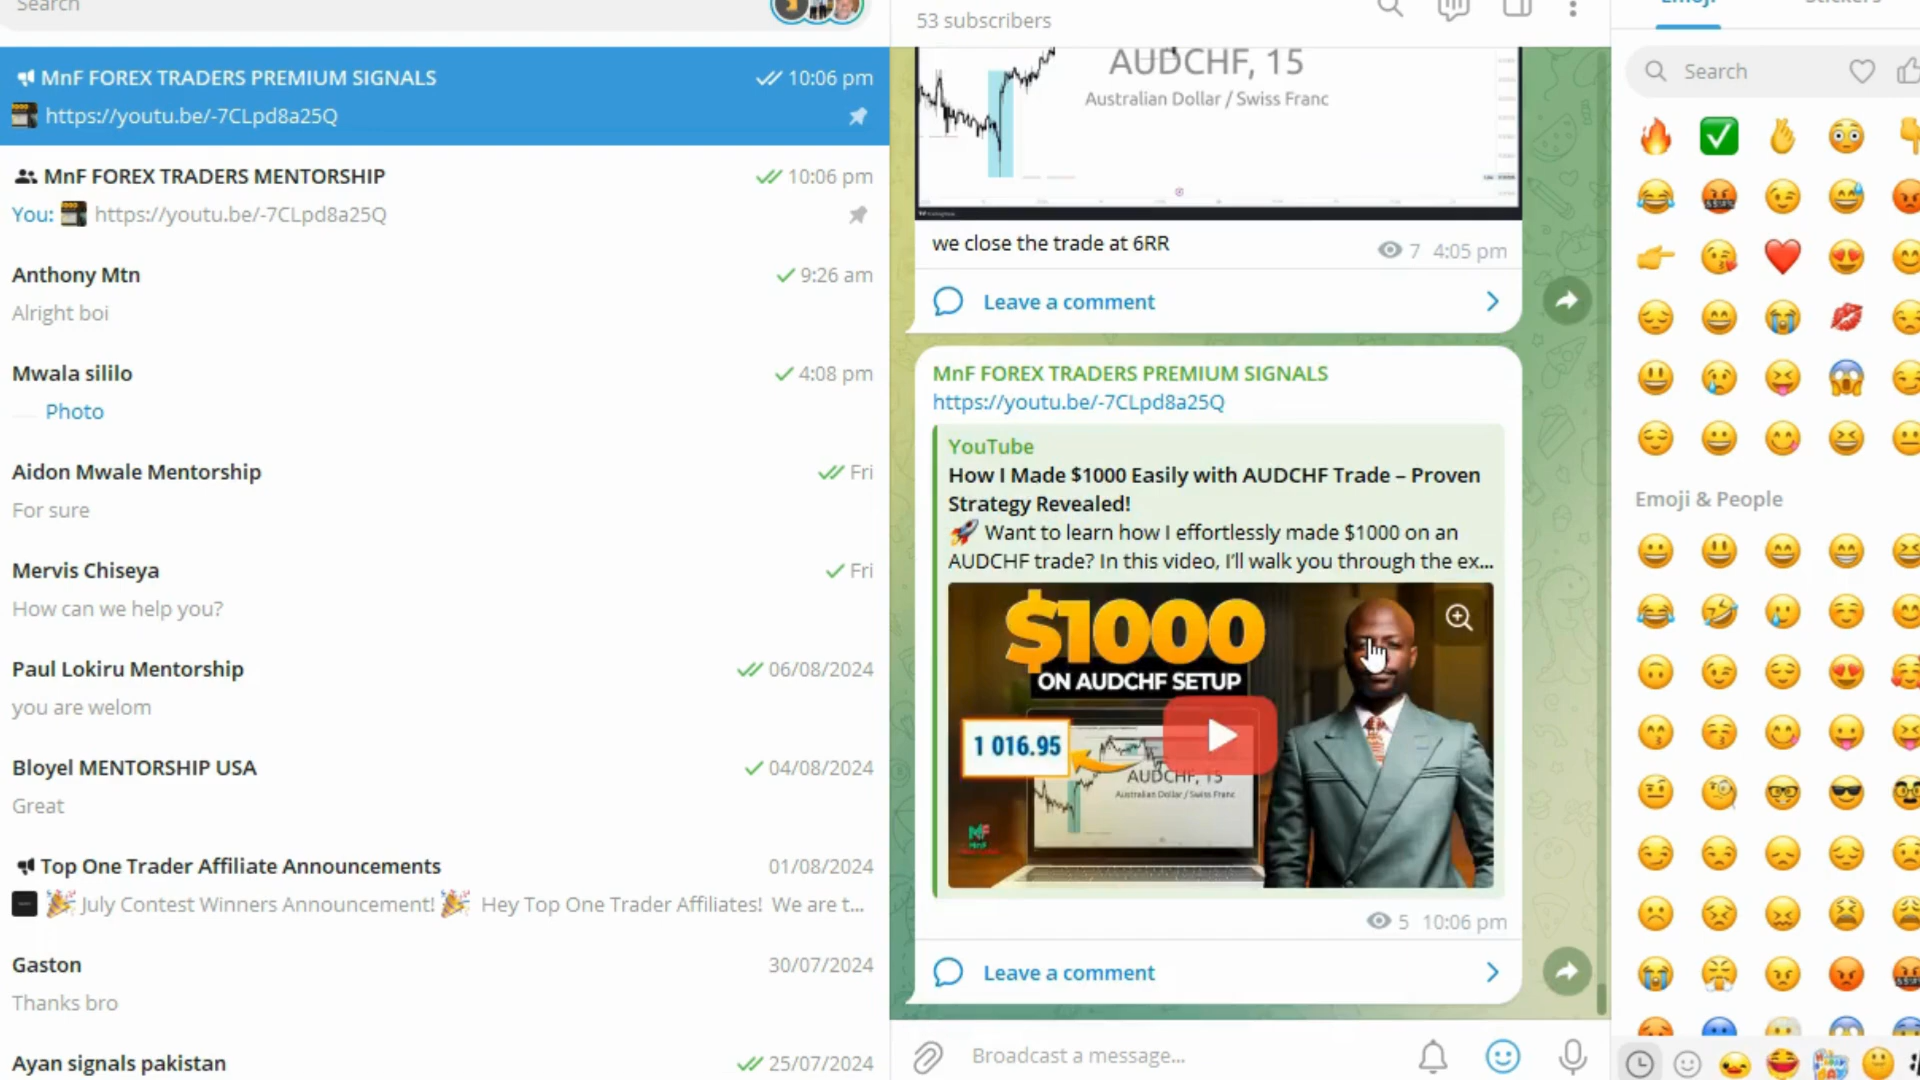 Search
MnF FOREX TRADERS PREMIUM SIGNALS
10:06 pm
https://youtu.be/-7CLpd8a25Q
MnF FOREX TRADERS MENTORSHIP
10:06 pm
You: https://youtu.be/-7CLpd8a25Q
Anthony Mtn
9:26 am
Alright boi
Mwala sililo
4:08 pm
Photo
Aidon Mwale Mentorship
Fri
For sure
Mervis Chiseya
Fri
How can we help you?
Paul Lokiru Mentorship
06/08/2024
you are welom
Bloyel MENTORSHIP USA
04/08/2024
Great
Top One Trader Affiliate Announcements
01/08/2024
🎉 July Contest Winners Announcement! 🎉 Hey Top One Trader Affiliates! We are t...
Gaston
30/07/2024
Thanks bro
Ayan signals pakistan
25/07/2024
53 subscribers
AUDCHF, 15
Australian Dollar / Swiss Franc
we close the trade at 6RR
7 4:05 pm
Leave a comment
MnF FOREX TRADERS PREMIUM SIGNALS
https://youtu.be/-7CLpd8a25Q
YouTube
How I Made $1000 Easily with AUDCHF Trade – Proven
Strategy Revealed!
🚀 Want to learn how I effortlessly made $1000 on an
AUDCHF trade? In this video, I'll walk you through the ex...
$1000
ON AUDCHF SETUP
1 016.95
AUDCHF, 15
Australian Dollar / Swiss Franc
5 10:06 pm
Leave a comment
Broadcast a message...
Emoji
Stickers
Search
Emoji & People